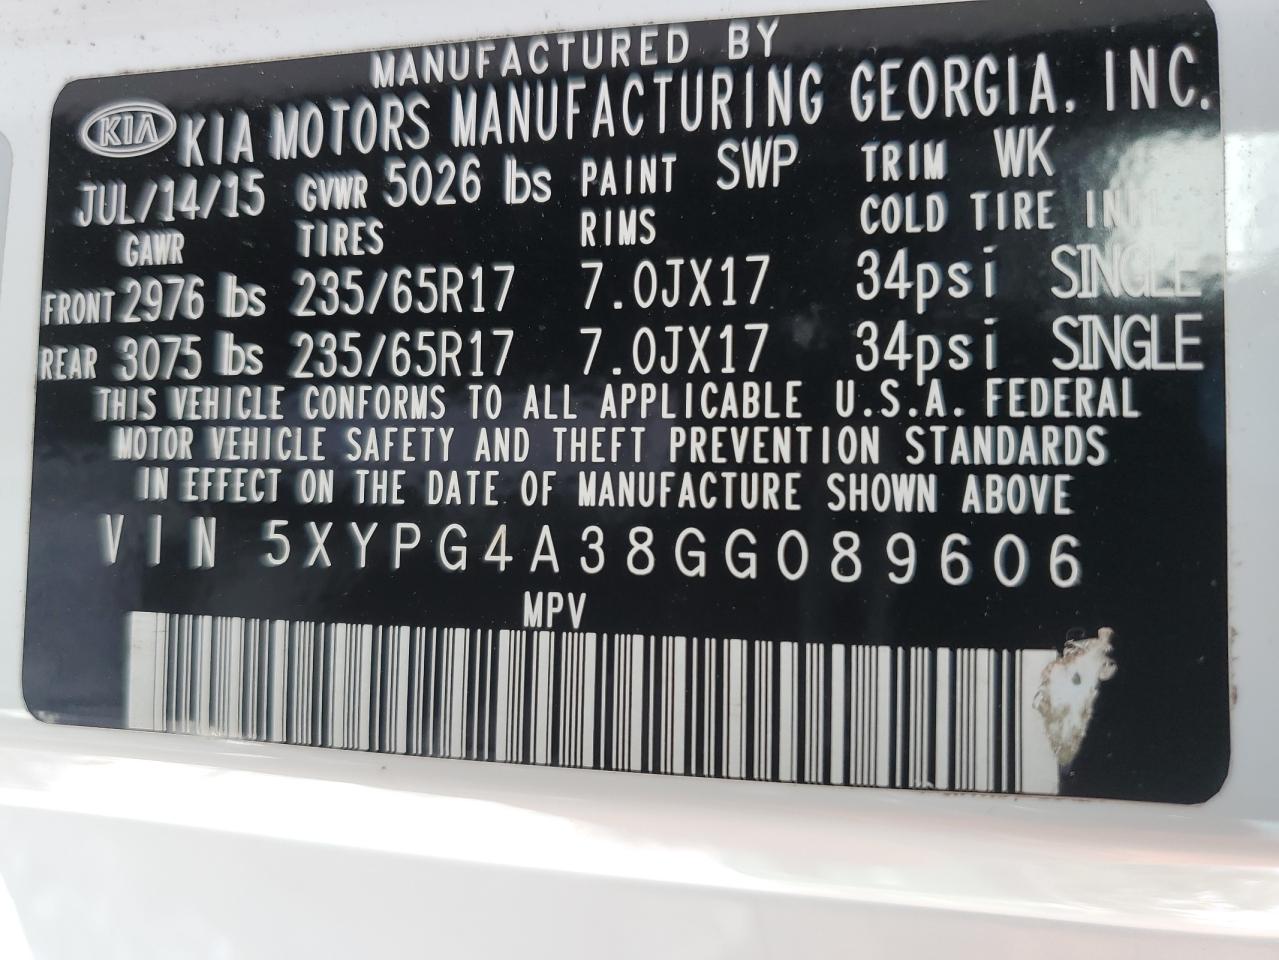 MANUFACTURED BY
KIA KIA MOTORS MANUFACTURING GEORGIA, INC.
JUL/14/15 GVWR 5026 lbs PAINT SWP TRIM WK
GAWR TIRES RIMS COLD TIRE
FRONT 2976 lbs 235/65R17 7.0JX17 34psi SINGLE
REAR 3075 lbs 235/65R17 7.0JX17 34psi SINGLE
THIS VEHICLE CONFORMS TO ALL APPLICABLE U.S.A. FEDERAL
MOTOR VEHICLE SAFETY AND THEFT PREVENTION STANDARDS
IN EFFECT ON THE DATE OF MANUFACTURE SHOWN ABOVE
VIN 5XYPG4A38GG089606
MPV